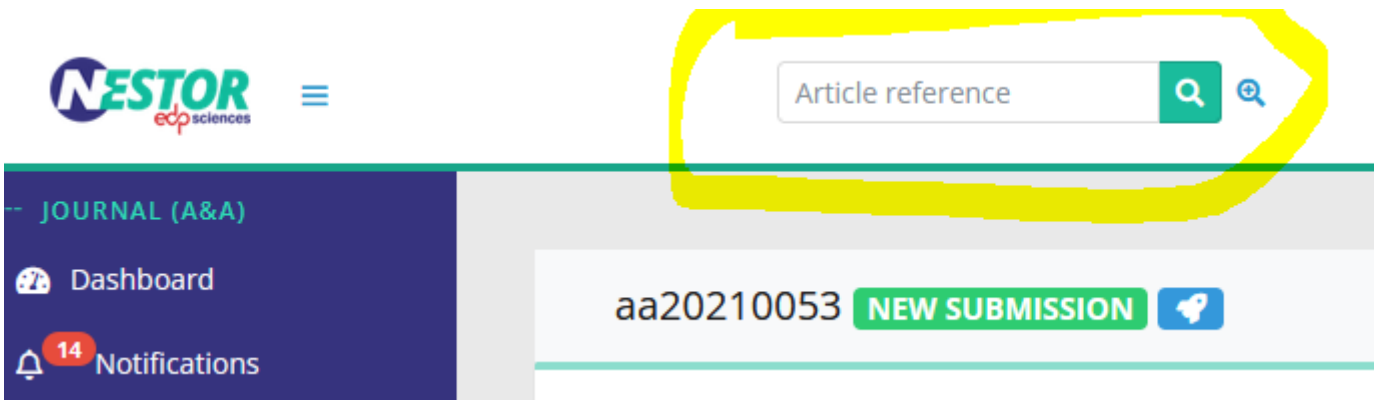 NESTOR
edp sciences
Article reference
-- JOURNAL (A&A)
Dashboard
14 Notifications
aa20210053 NEW SUBMISSION